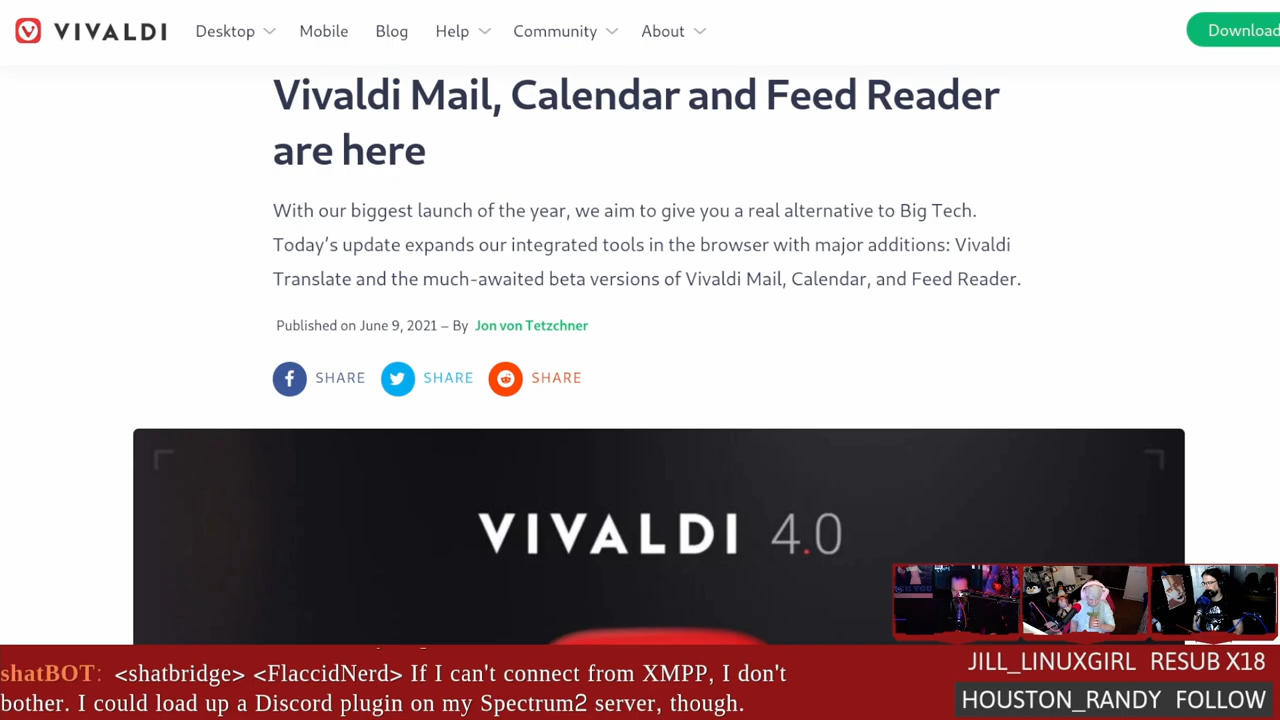 VIVALDI Desktop Mobile Blog Help Community About Download
Vivaldi Mail, Calendar and Feed Reader
are here
With our biggest launch of the year, we aim to give you a real alternative to Big Tech.
Today's update expands our integrated tools in the browser with major additions: Vivaldi
Translate and the much-awaited beta versions of Vivaldi Mail, Calendar, and Feed Reader.
Published on June 9, 2021 – By Jon von Tetzchner
SHARE SHARE SHARE
VIVALDI 4.0
shatBOT: <shatbridge> <FlaccidNerd> If I can't connect from XMPP, I don't
bother. I could load up a Discord plugin on my Spectrum2 server, though.
JILL_LINUXGIRL RESUB X18
HOUSTON_RANDY FOLLOW